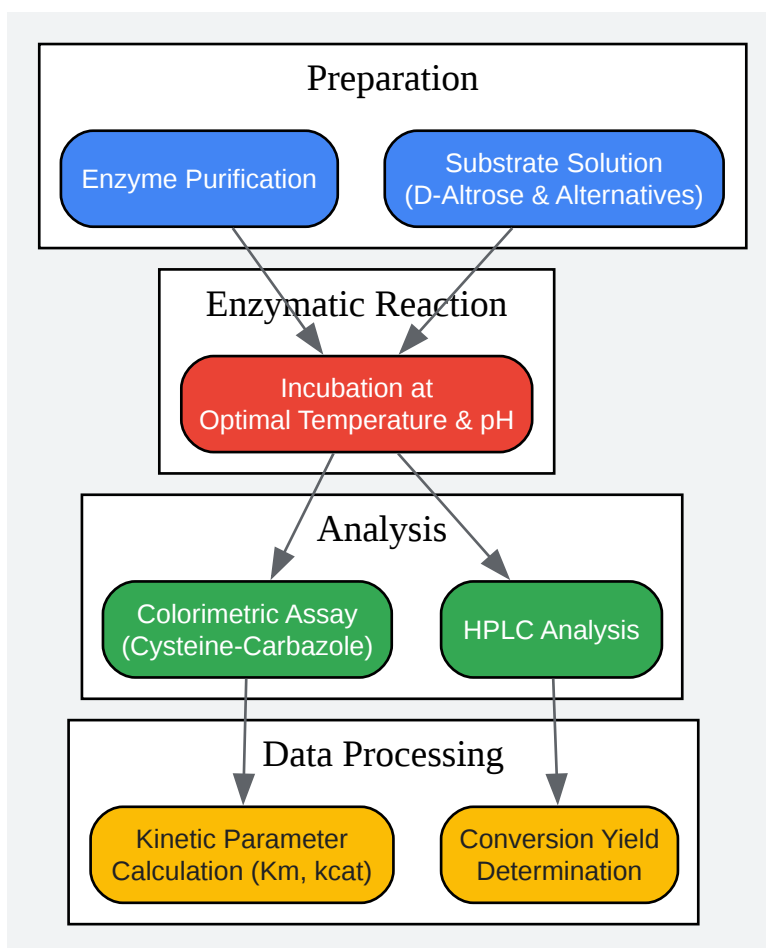 Preparation
Enzyme Purification
Substrate Solution
(D-Altrose & Alternatives)
Enzymatic Reaction
Incubation at
Optimal Temperature & pH
Analysis
Colorimetric Assay
(Cysteine-Carbazole)
HPLC Analysis
Data Processing
Kinetic Parameter
Calculation (Km, kcat)
Conversion Yield
Determination